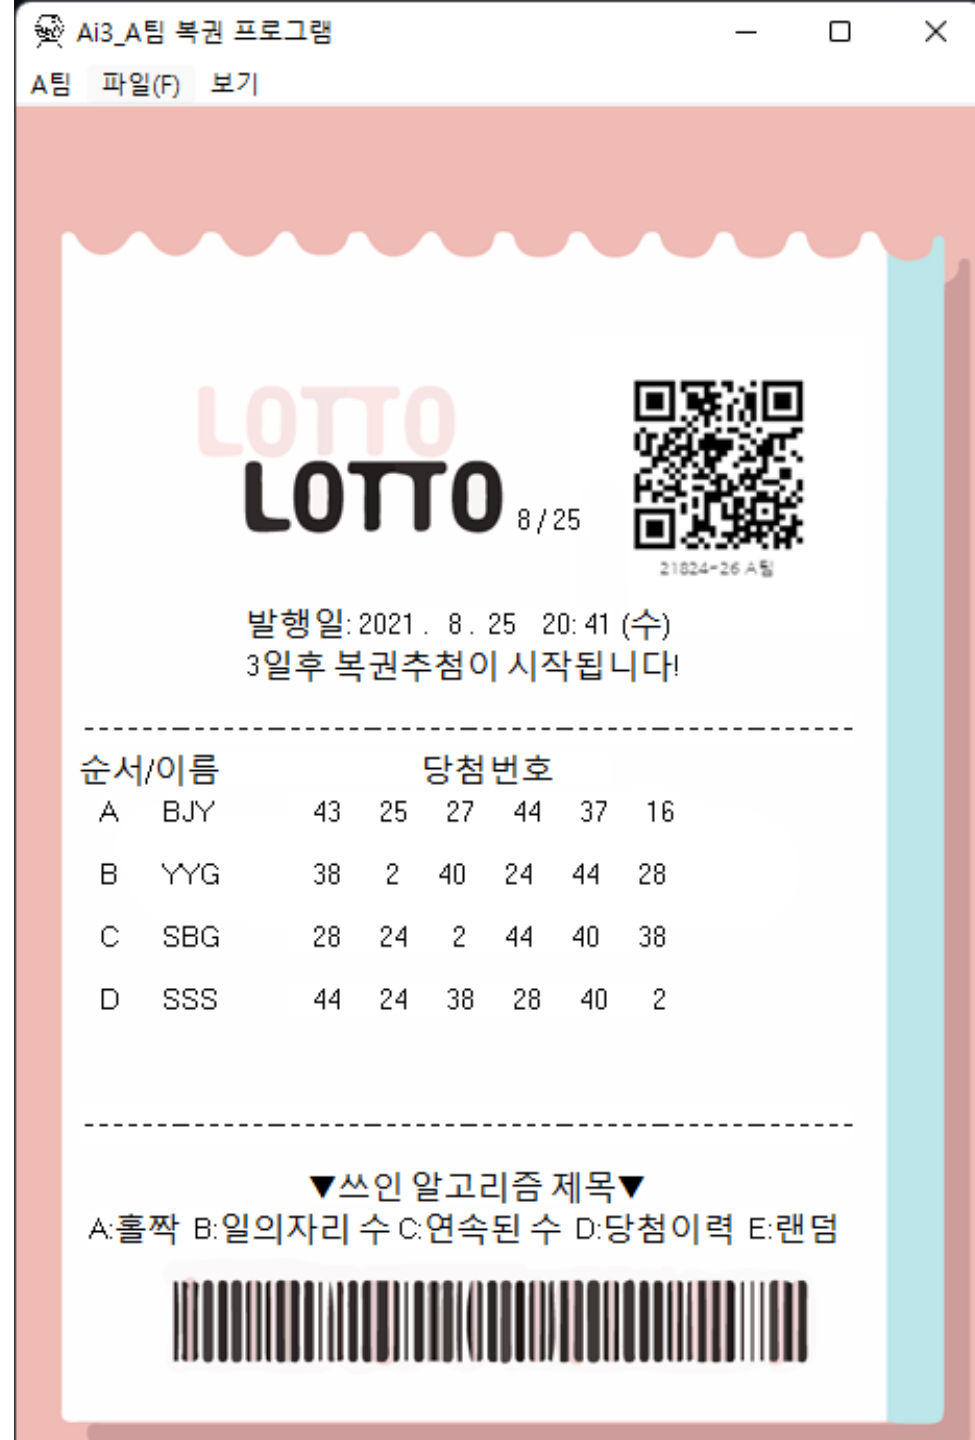 Ai3_A팀 복권 프로그램
A팀 파일(F) 보기
LOTTO
LOTTO 8 / 25
21824-26 A팀
발행일: 2021 . 8 . 25 20: 41 (수)
3일후 복권추첨이 시작됩니다!
순서/이름 당첨번호
A BJY 43 25 27 44 37 16
B YYG 38 2 40 24 44 28
C SBG 28 24 2 44 40 38
D SSS 44 24 38 28 40 2
▼쓰인 알고리즘 제목▼
A:홀짝 B:일의자리 수 C:연속된 수 D:당첨이력 E:랜덤